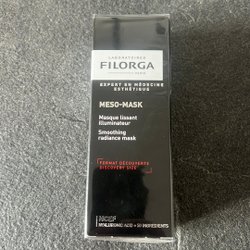 LABORATOIRES
FILORGA
PARIS
EXPERT EN MÉDECINE
ESTHÉTIQUE
MESO-MASK
Masque lissant
illuminateur
Smoothing
radiance mask
FORMAT DÉCOUVERTE
DISCOVERY SIZE
NCEF
HYALURONIC ACID + 50 INGREDIENTS